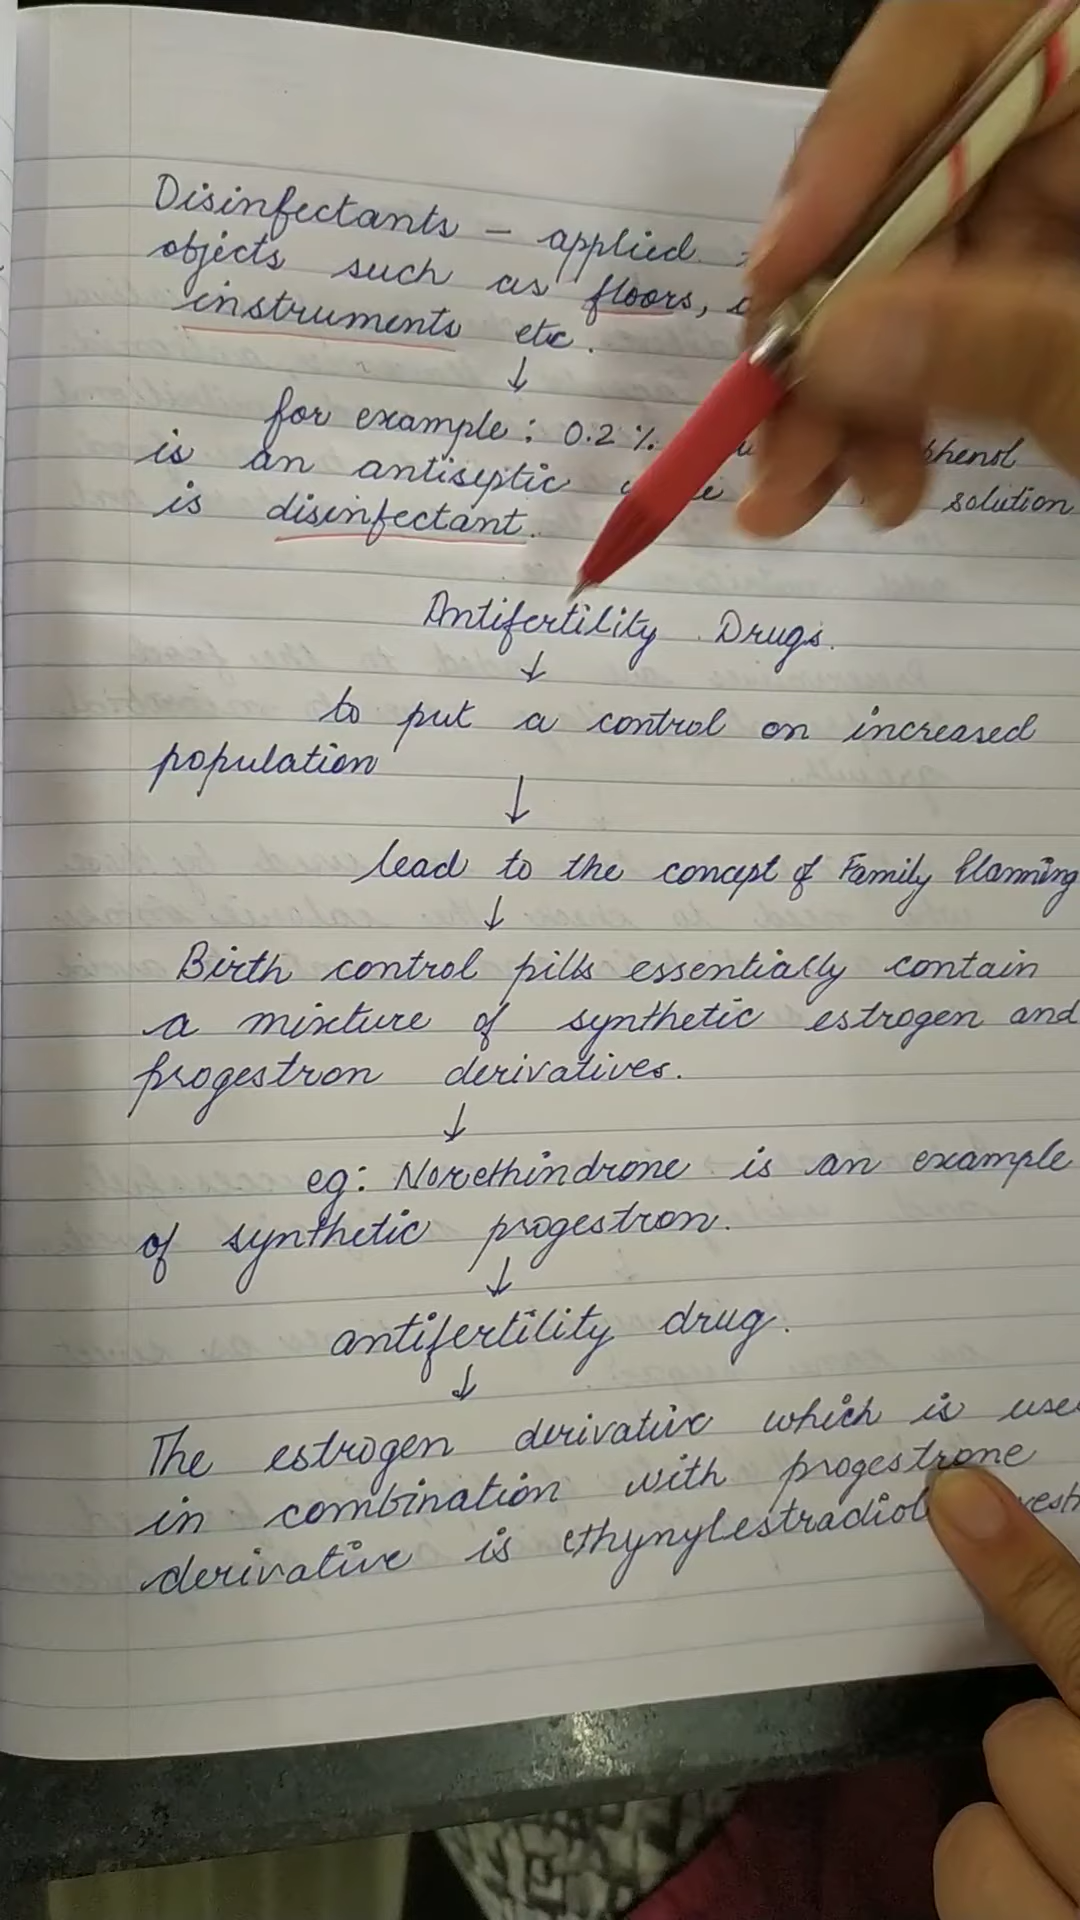 Disinfectants - applied
objects such as floors,
instruments etc.
↓
for example : 0.2 % phenol
is an antiseptic solution
is disinfectant.
Antifertility Drugs.
↓
to put a control on increased
population
↓
lead to the concept of Family Planning
↓
Birth control pills essentially contain
a mixture of synthetic estrogen and
progestron derivatives.
↓
eg: Norethindrone is an example
of synthetic progestron.
↓
antifertility drug.
↓
The estrogen derivative which is use
in combination with progestrone
derivative is ethynylestradiol